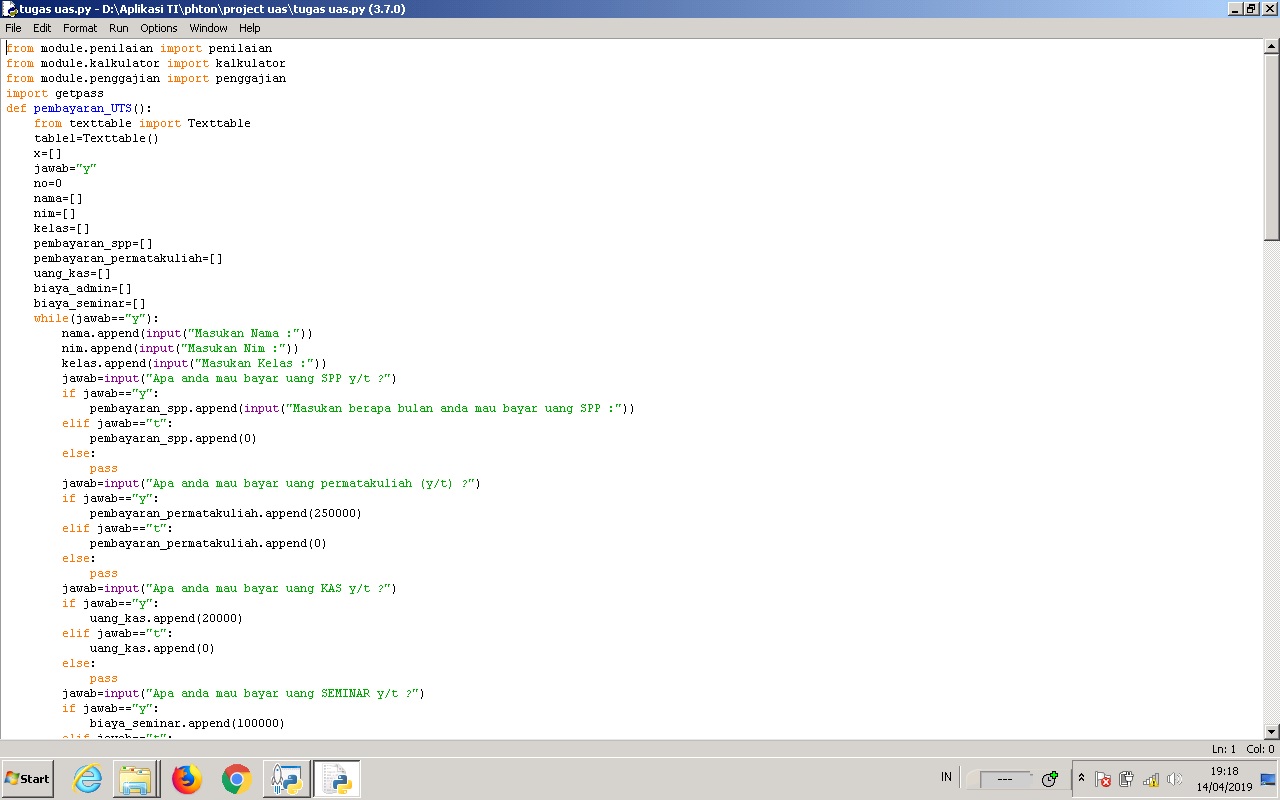 tugas uas.py - D:\Aplikasi TI\phton\project uas\tugas uas.py (3.7.0)
File Edit Format Run Options Window Help
from module.penilaian import penilaian
from module.kalkulator import kalkulator
from module.penggajian import penggajian
import getpass
def pembayaran_UTS():
    from texttable import Texttable
    table1=Texttable()
    x=[]
    jawab="y"
    no=0
    nama=[]
    nim=[]
    kelas=[]
    pembayaran_spp=[]
    pembayaran_permatakuliah=[]
    uang_kas=[]
    biaya_admin=[]
    biaya_seminar=[]
    while(jawab=="y"):
        nama.append(input("Masukan Nama :"))
        nim.append(input("Masukan Nim :"))
        kelas.append(input("Masukan Kelas :"))
        jawab=input("Apa anda mau bayar uang SPP y/t ?")
        if jawab=="y":
            pembayaran_spp.append(input("Masukan berapa bulan anda mau bayar uang SPP :"))
        elif jawab=="t":
            pembayaran_spp.append(0)
        else:
            pass
        jawab=input("Apa anda mau bayar uang permatakuliah (y/t) ?")
        if jawab=="y":
            pembayaran_permatakuliah.append(250000)
        elif jawab=="t":
            pembayaran_permatakuliah.append(0)
        else:
            pass
        jawab=input("Apa anda mau bayar uang KAS y/t ?")
        if jawab=="y":
            uang_kas.append(20000)
        elif jawab=="t":
            uang_kas.append(0)
        else:
            pass
        jawab=input("Apa anda mau bayar uang SEMINAR y/t ?")
        if jawab=="y":
            biaya_seminar.append(100000)
        elif jawab=="t":
Ln: 1 Col: 0
Start
IN
---
19:18
14/04/2019